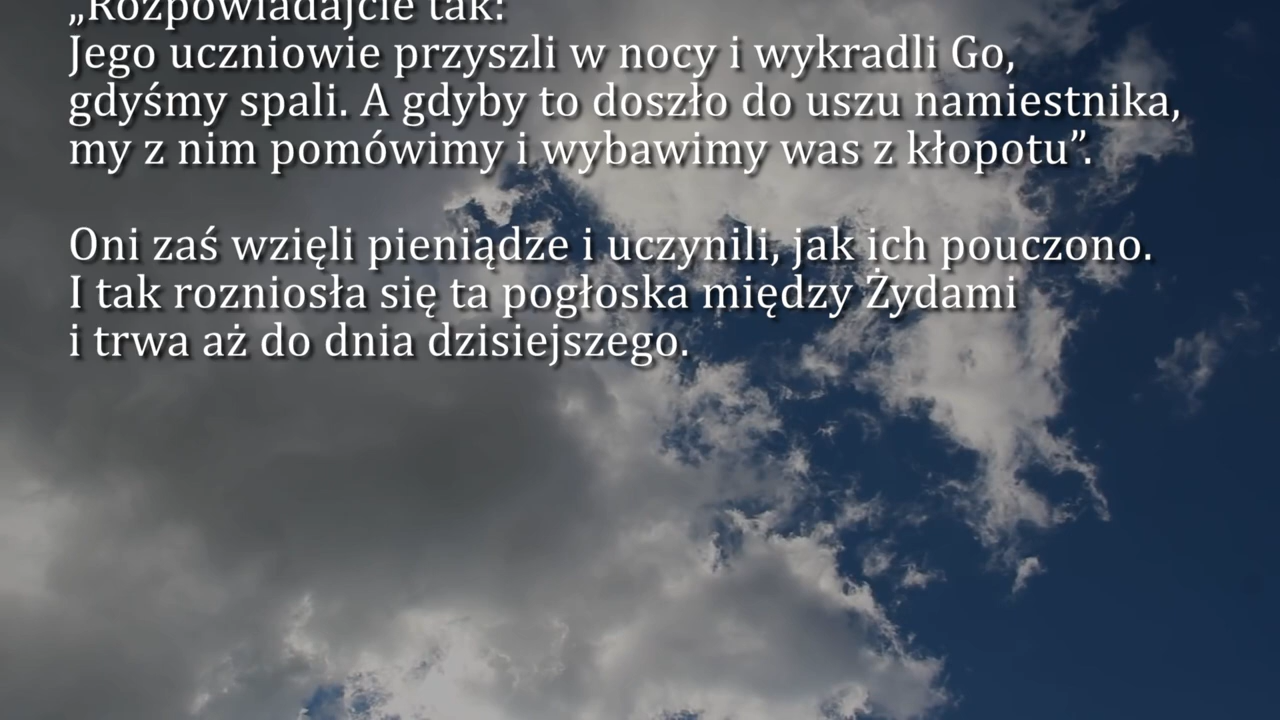 „Rozpowiadajcie tak:
Jego uczniowie przyszli w nocy i wykradli Go,
gdyśmy spali. A gdyby to doszło do uszu namiestnika,
my z nim pomówimy i wybawimy was z kłopotu”.
Oni zaś wzięli pieniądze i uczynili, jak ich pouczono.
I tak rozniosła się ta pogłoska między Żydami
i trwa aż do dnia dzisiejszego.